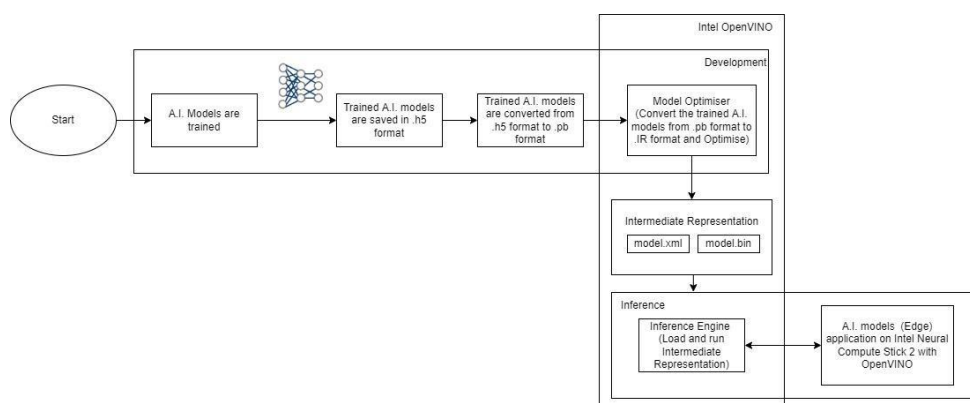 Intel OpenVINO
Development
Start
A.I. Models are
trained
Trained A.I. models
are saved in .h5
format
Trained A.I. models
are converted from
.h5 format to .pb
format
Model Optimiser
(Convert the trained A.I.
models from .pb format to
.IR format and Optimise)
Intermediate Representation
model.xml
model.bin
Inference
Inference Engine
(Load and run
Intermediate
Representation)
A.I. models (Edge)
application on Intel Neural
Compute Stick 2 with
OpenVINO